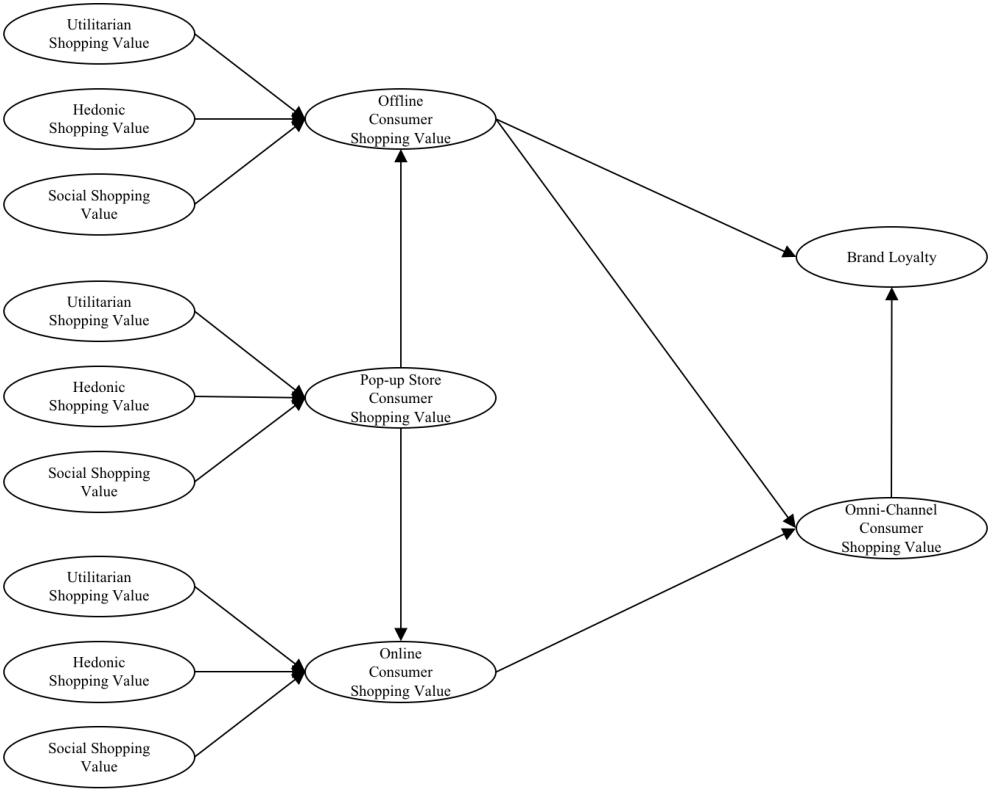 Utilitarian
Shopping Value
Hedonic
Shopping Value
Social Shopping
Value
Offline
Consumer
Shopping Value
Utilitarian
Shopping Value
Hedonic
Shopping Value
Social Shopping
Value
Pop-up Store
Consumer
Shopping Value
Utilitarian
Shopping Value
Hedonic
Shopping Value
Social Shopping
Value
Online
Consumer
Shopping Value
Brand Loyalty
Omni-Channel
Consumer
Shopping Value